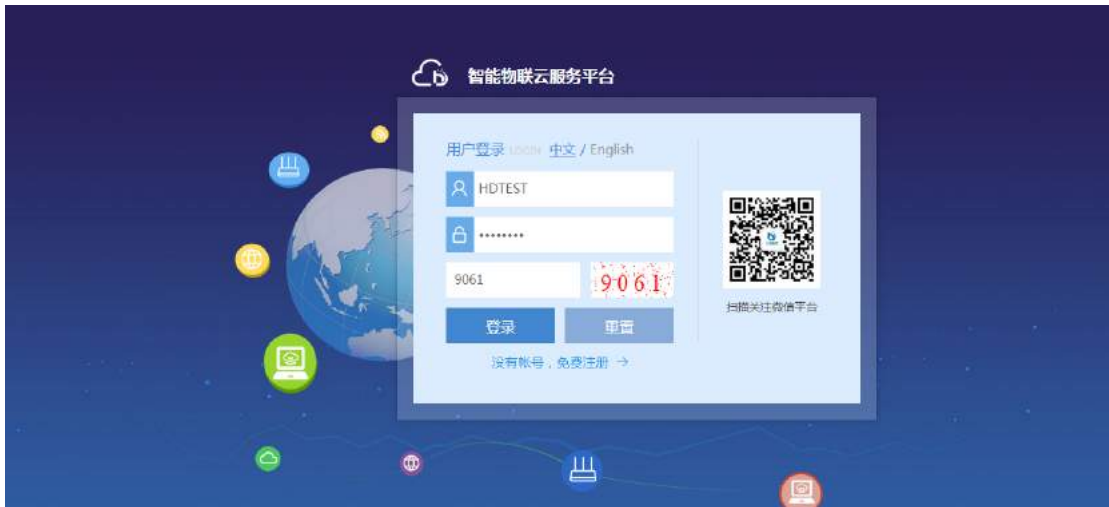 智能物联云服务平台
用户登录 LOGIN 中文 / English
HDTEST
••••••••
9061 9061
登录 重置
没有帐号，免费注册 →
扫描关注微信平台